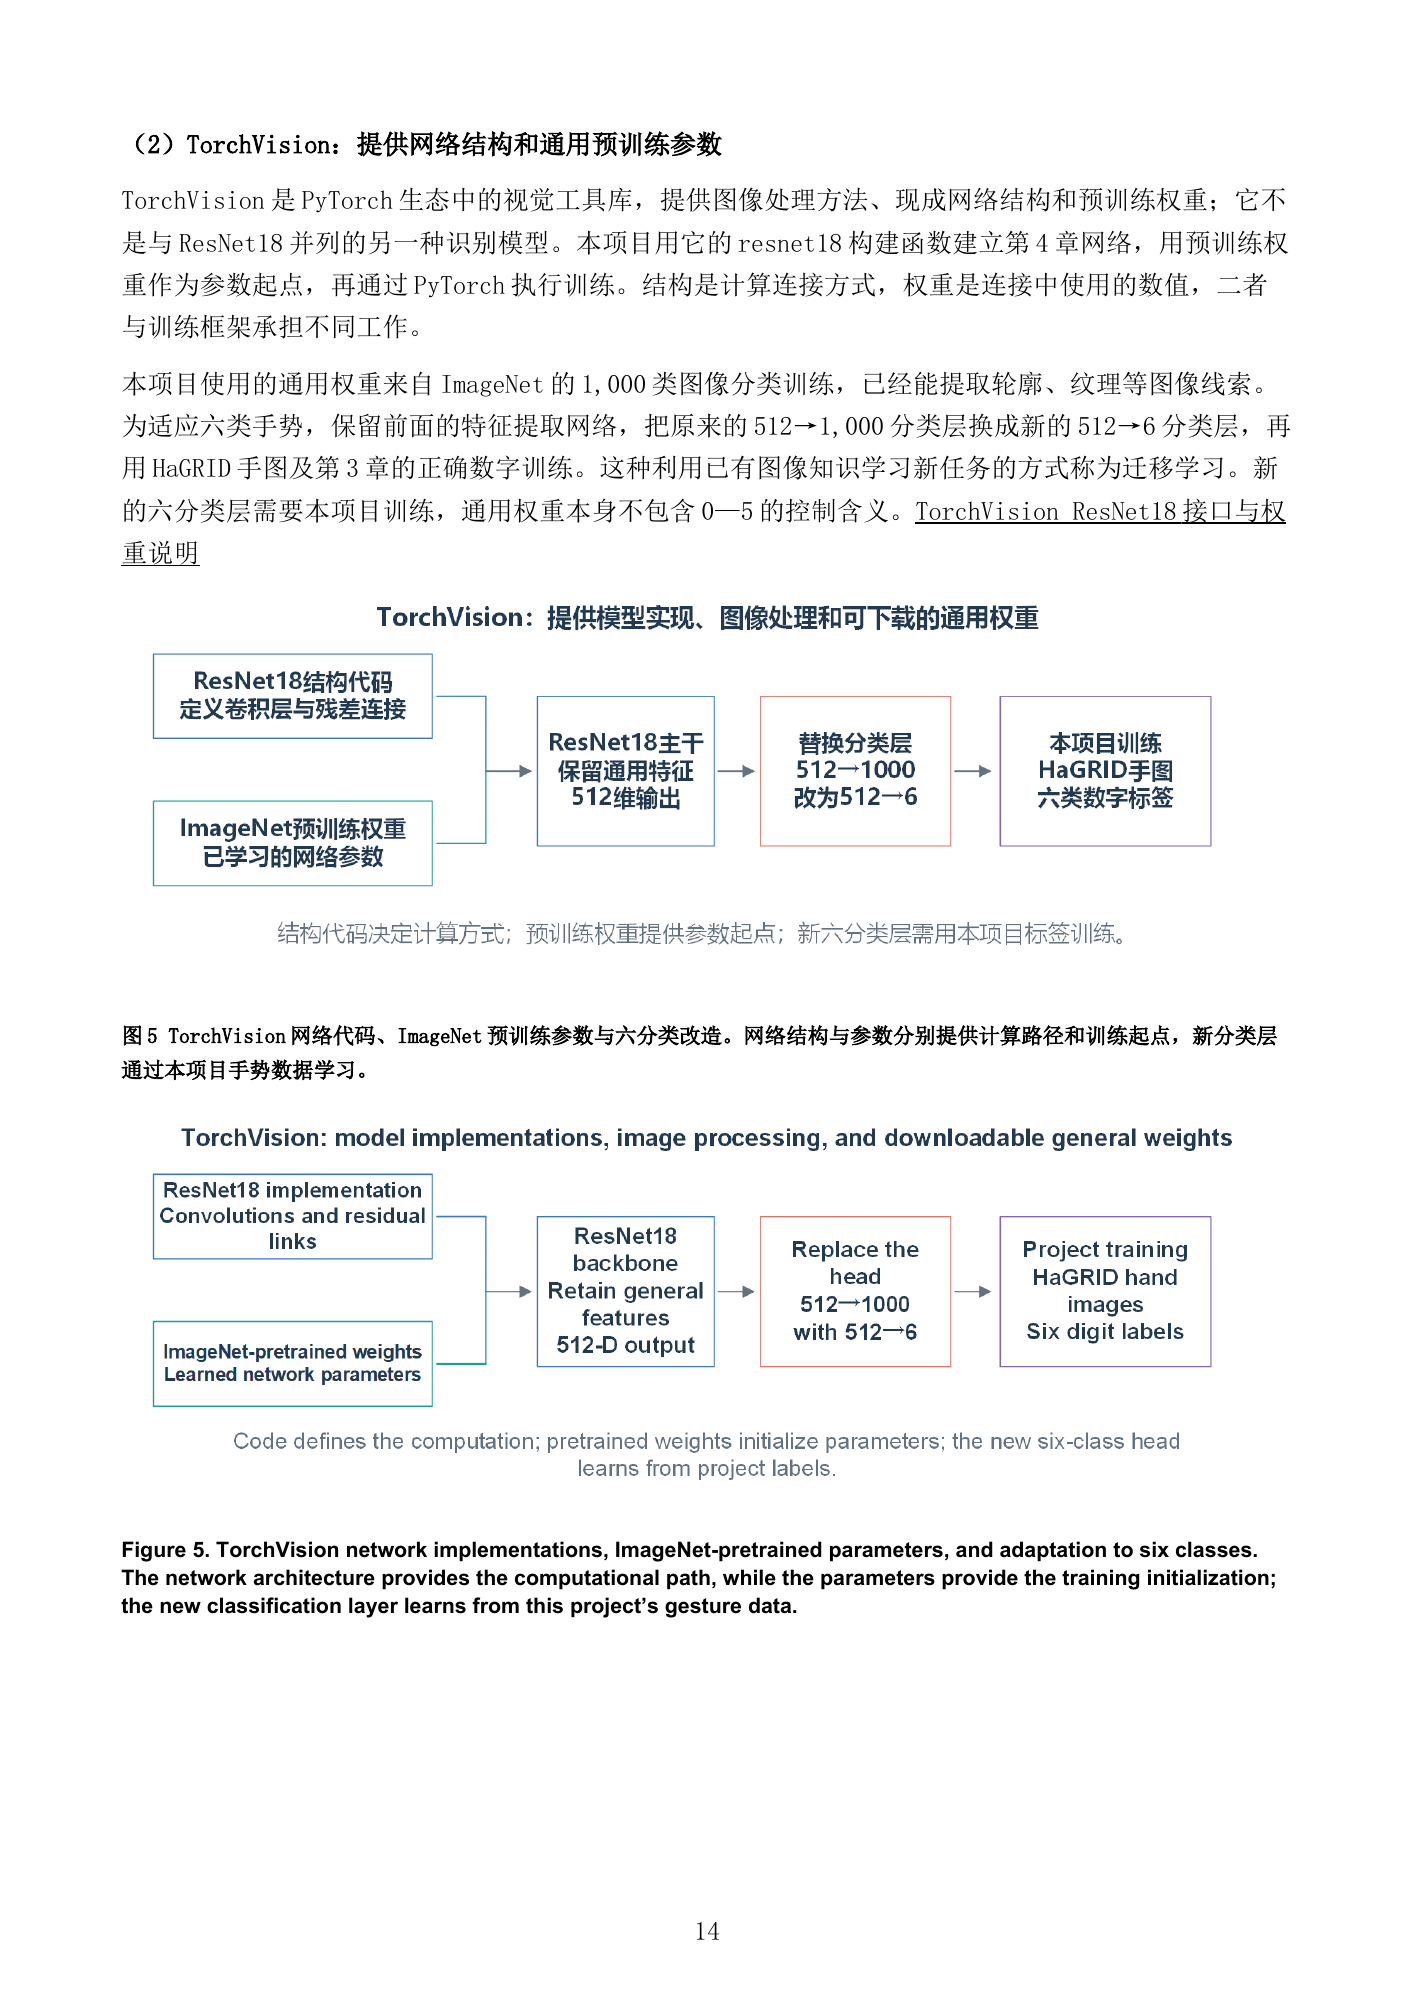 （2）TorchVision：提供网络结构和通用预训练参数
TorchVision 是 PyTorch 生态中的视觉工具库，提供图像处理方法、现成网络结构和预训练权重；它不
是与 ResNet18 并列的另一种识别模型。本项目用它的 resnet18 构建函数建立第 4 章网络，用预训练权
重作为参数起点，再通过 PyTorch 执行训练。结构是计算连接方式，权重是连接中使用的数值，二者
与训练框架承担不同工作。
本项目使用的通用权重来自 ImageNet 的 1,000 类图像分类训练，已经能提取轮廓、纹理等图像线索。
为适应六类手势，保留前面的特征提取网络，把原来的 512→1,000 分类层换成新的 512→6 分类层，再
用 HaGRID 手图及第 3 章的正确数字训练。这种利用已有图像知识学习新任务的方式称为迁移学习。新
的六分类层需要本项目训练，通用权重本身不包含 0—5 的控制含义。TorchVision ResNet18 接口与权
重说明
TorchVision：提供模型实现、图像处理和可下载的通用权重
ResNet18结构代码
定义卷积层与残差连接
ImageNet预训练权重
已学习的网络参数
ResNet18主干
保留通用特征
512维输出
替换分类层
512→1000
改为512→6
本项目训练
HaGRID手图
六类数字标签
结构代码决定计算方式；预训练权重提供参数起点；新六分类层需用本项目标签训练。
图 5 TorchVision 网络代码、ImageNet 预训练参数与六分类改造。网络结构与参数分别提供计算路径和训练起点，新分类层
通过本项目手势数据学习。
TorchVision: model implementations, image processing, and downloadable general weights
ResNet18 implementation
Convolutions and residual
links
ImageNet-pretrained weights
Learned network parameters
ResNet18
backbone
Retain general
features
512-D output
Replace the
head
512→1000
with 512→6
Project training
HaGRID hand
images
Six digit labels
Code defines the computation; pretrained weights initialize parameters; the new six-class head
learns from project labels.
Figure 5. TorchVision network implementations, ImageNet-pretrained parameters, and adaptation to six classes.
The network architecture provides the computational path, while the parameters provide the training initialization;
the new classification layer learns from this project’s gesture data.
14